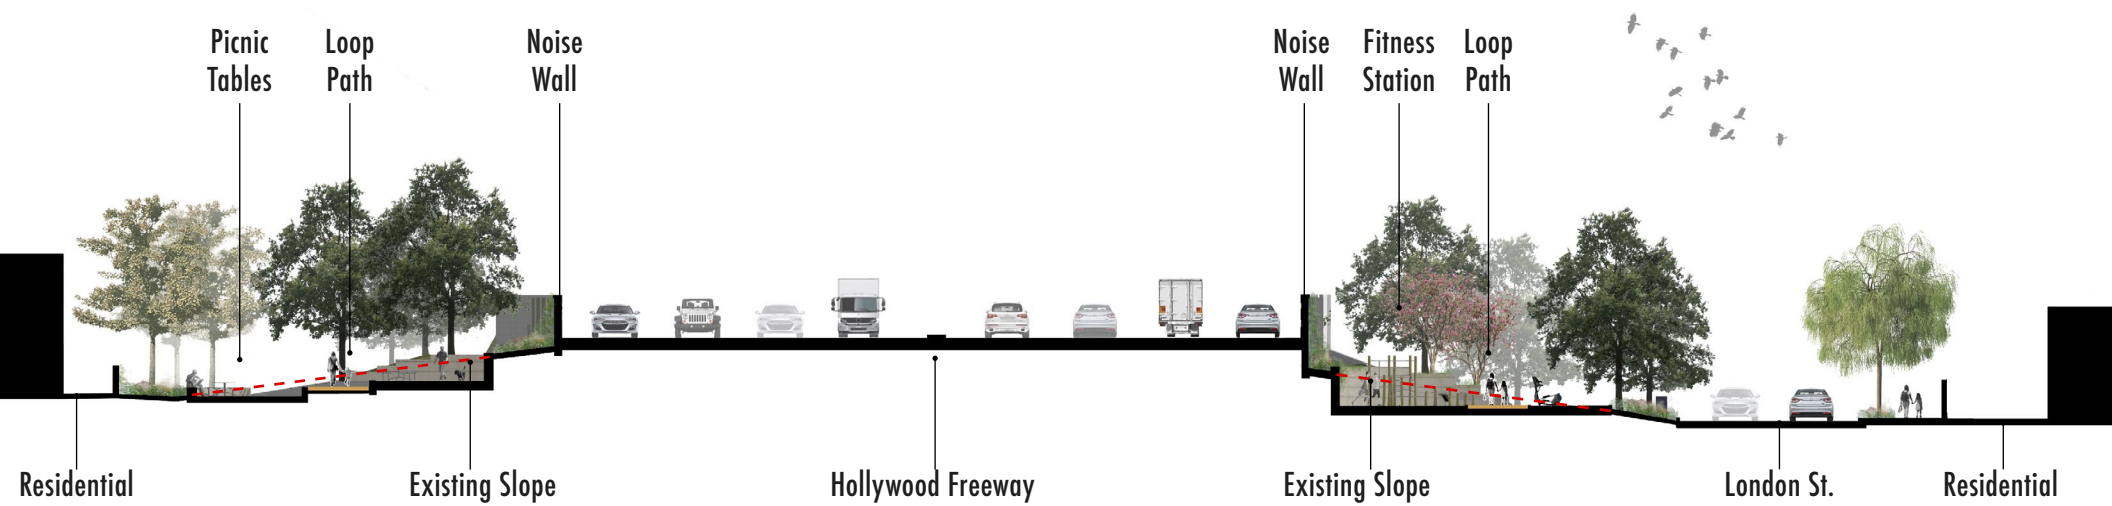 Picnic
Tables
Loop
Path
Noise
Wall
Noise
Wall
Fitness
Station
Loop
Path
Residential
Existing Slope
Hollywood Freeway
Existing Slope
London St.
Residential